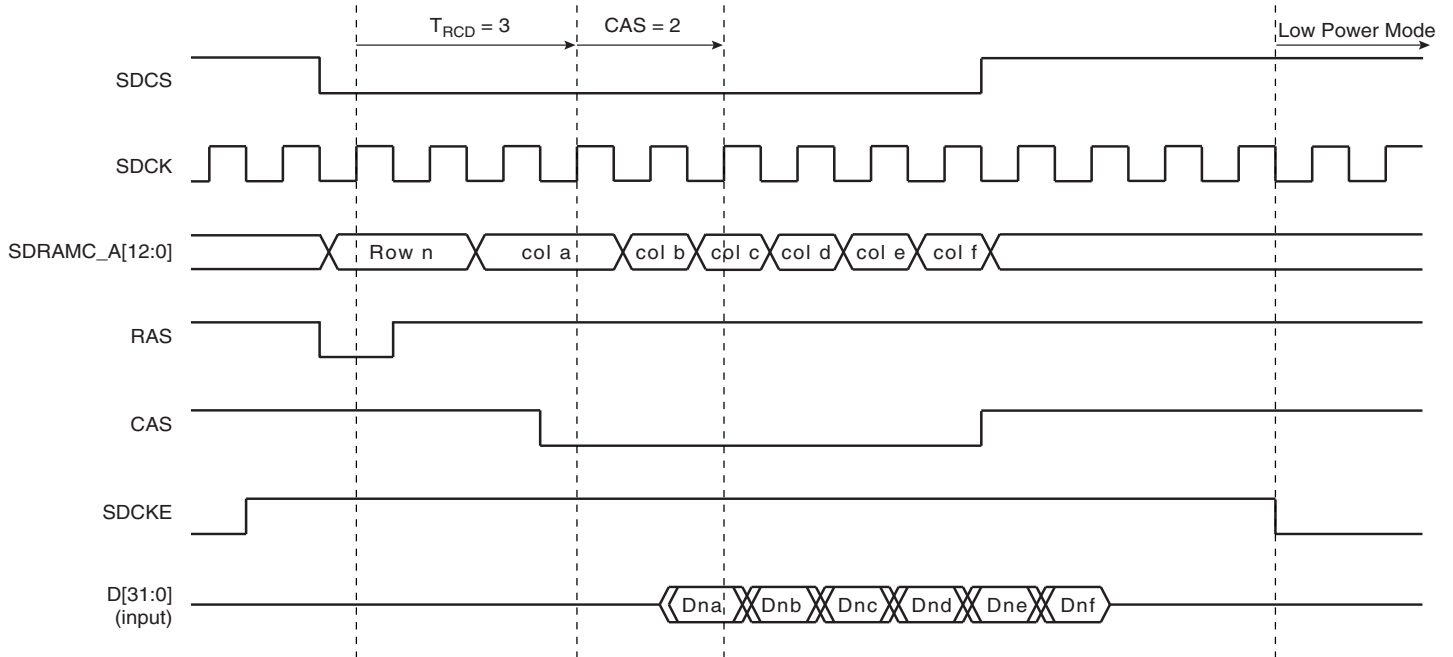 TRCD = 3
CAS = 2
Low Power Mode
SDCS
SDCK
SDRAMC_A[12:0]
Row n
col a
col b
col c
col d
col e
col f
RAS
CAS
SDCKE
D[31:0]
(input)
Dna
Dnb
Dnc
Dnd
Dne
Dnf